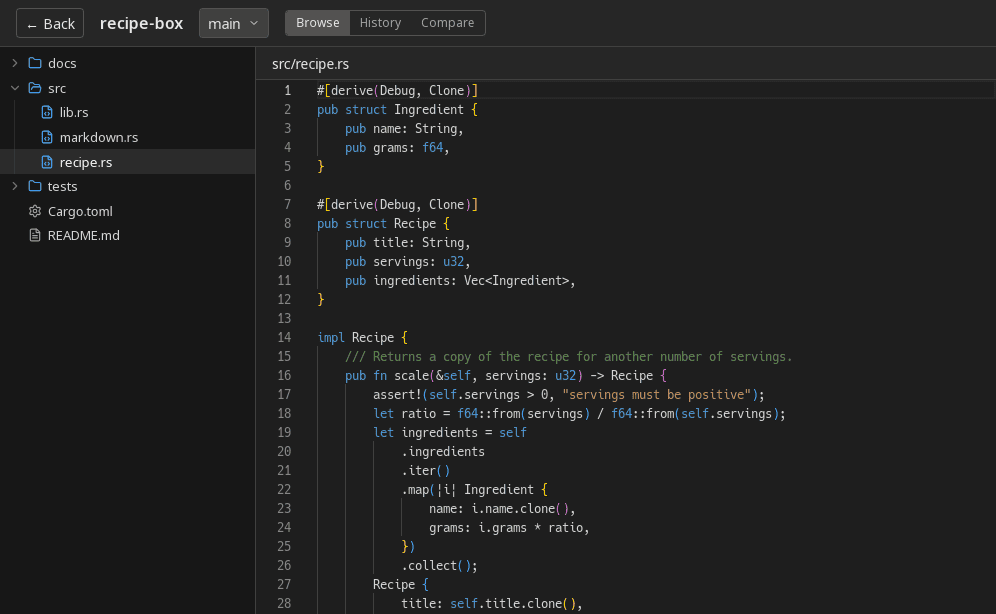 ← Back
recipe-box
main
Browse
History
Compare
docs
src
lib.rs
markdown.rs
recipe.rs
tests
Cargo.toml
README.md
src/recipe.rs
1 #[derive(Debug, Clone)]
2 pub struct Ingredient {
3     pub name: String,
4     pub grams: f64,
5 }
6
7 #[derive(Debug, Clone)]
8 pub struct Recipe {
9     pub title: String,
10     pub servings: u32,
11     pub ingredients: Vec<Ingredient>,
12 }
13
14 impl Recipe {
15     /// Returns a copy of the recipe for another number of servings.
16     pub fn scale(&self, servings: u32) -> Recipe {
17         assert!(self.servings > 0, "servings must be positive");
18         let ratio = f64::from(servings) / f64::from(self.servings);
19         let ingredients = self
20             .ingredients
21             .iter()
22             .map(|i| Ingredient {
23                 name: i.name.clone(),
24                 grams: i.grams * ratio,
25             })
26             .collect();
27         Recipe {
28             title: self.title.clone(),